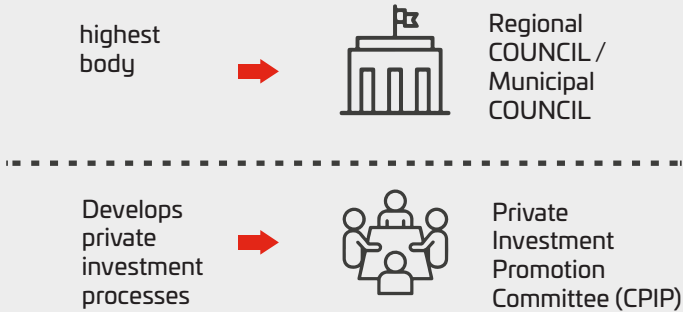 highest
body
Regional
COUNCIL /
Municipal
COUNCIL
Develops
private
investment
processes
Private
Investment
Promotion
Committee (CPIP)